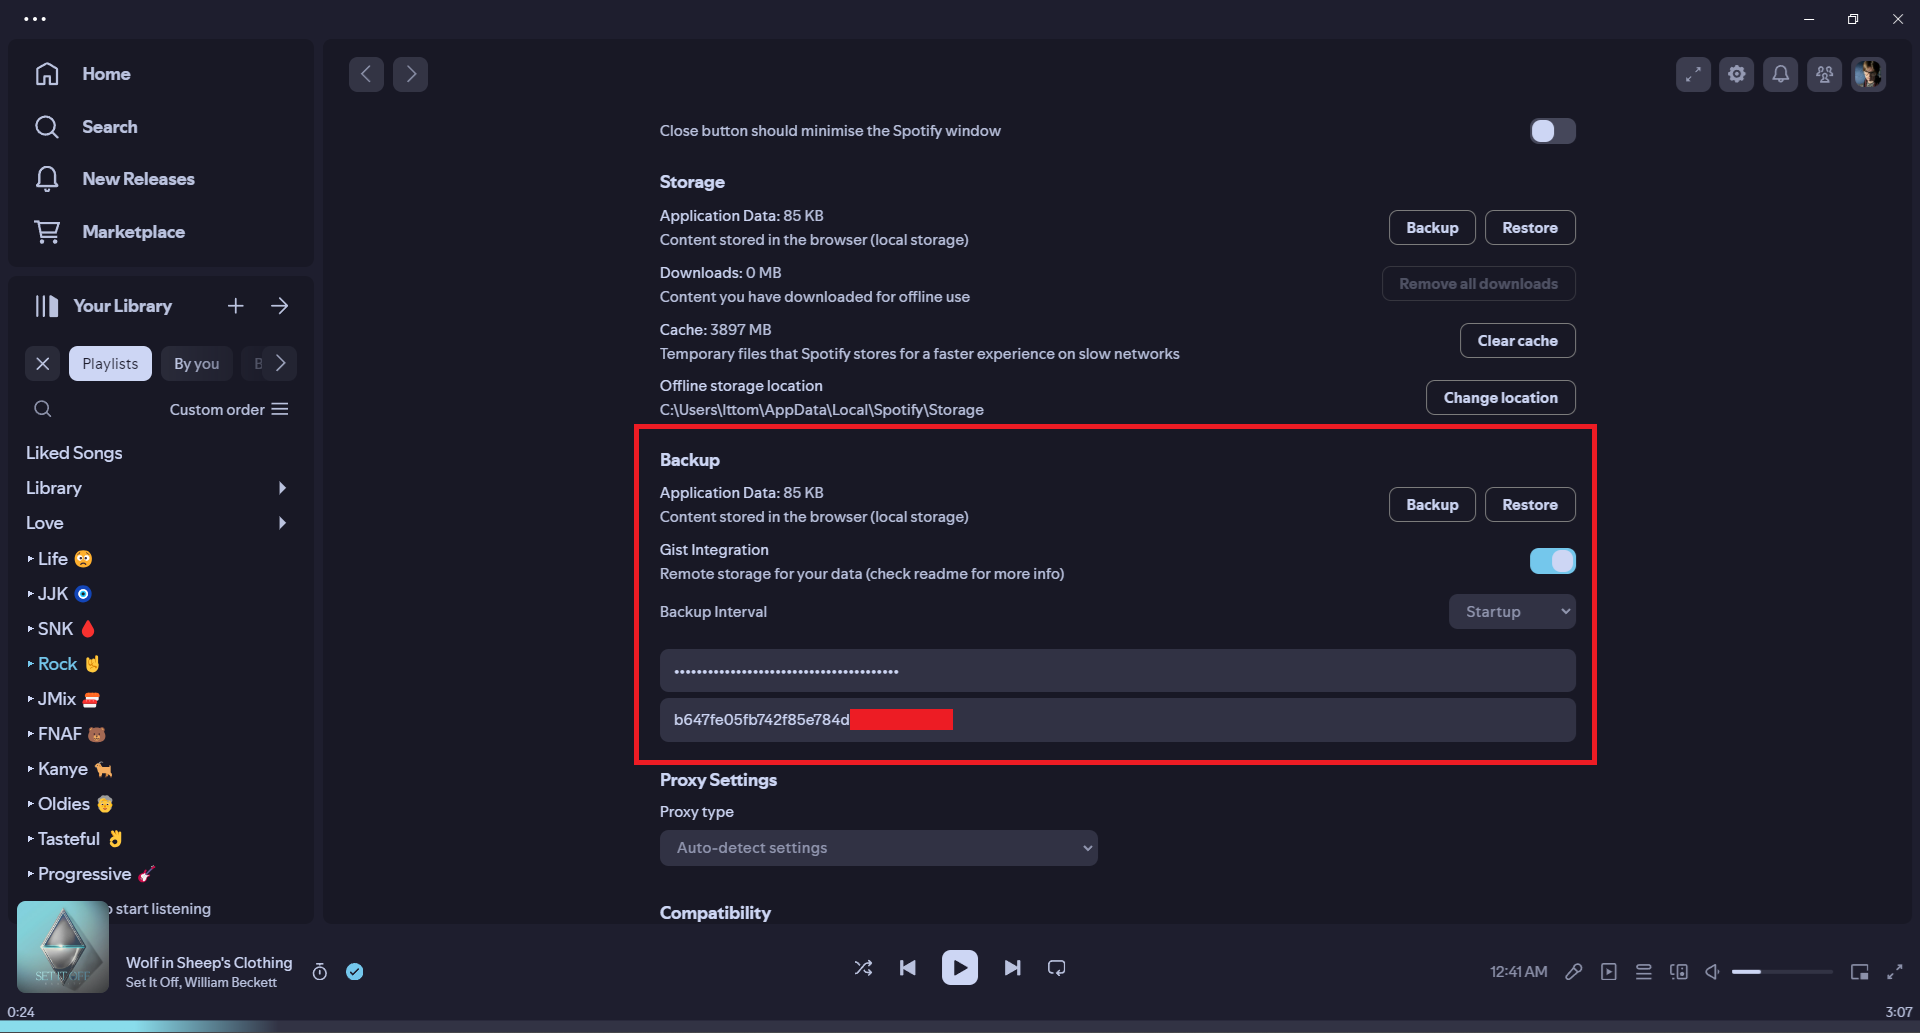 Home
Search
New Releases
Marketplace
Your Library
Playlists
By you
Custom order
Liked Songs
Library
Love
Life 😳
JJK 🧿
SNK 🩸
Rock 🤘
JMix 🍣
FNAF 🐻
Kanye 🐐
Oldies 👴
Tasteful 👌
Progressive 🎸
start listening
Close button should minimise the Spotify window
Storage
Application Data: 85 KB
Content stored in the browser (local storage)
Backup
Restore
Downloads: 0 MB
Content you have downloaded for offline use
Remove all downloads
Cache: 3897 MB
Temporary files that Spotify stores for a faster experience on slow networks
Clear cache
Offline storage location
C:\Users\Ittom\AppData\Local\Spotify\Storage
Change location
Backup
Application Data: 85 KB
Content stored in the browser (local storage)
Backup
Restore
Gist Integration
Remote storage for your data (check readme for more info)
Backup Interval
Startup
••••••••••••••••••••••••••••••••••••••••
b647fe05fb742f85e784d
Proxy Settings
Proxy type
Auto-detect settings
Compatibility
SET IT OFF
Wolf in Sheep's Clothing
Set It Off, William Beckett
12:41 AM
0:24
3:07